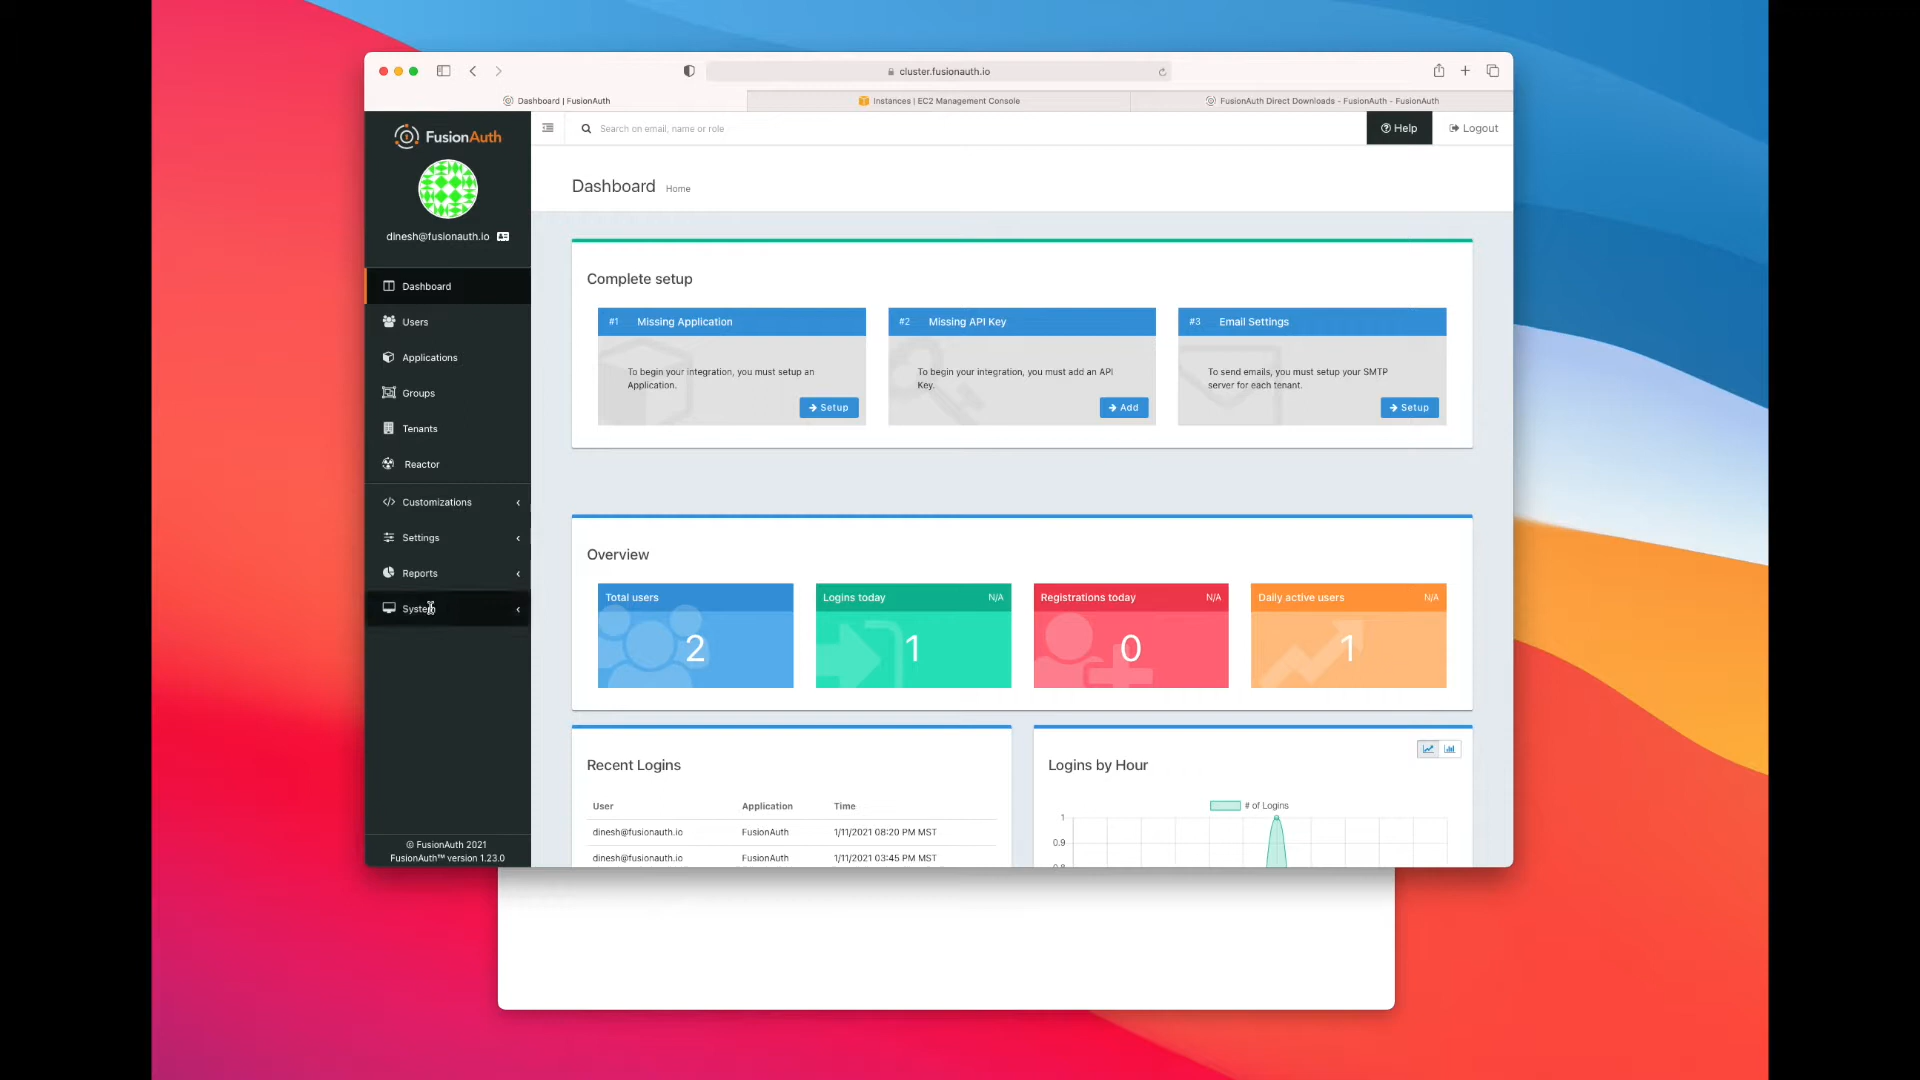 cluster.fusionauth.io
Dashboard | FusionAuth
Instances | EC2 Management Console
FusionAuth Direct Downloads - FusionAuth - FusionAuth
FusionAuth
Search on email, name or role
Help
Logout
dinesh@fusionauth.io
Dashboard
Users
Applications
Groups
Tenants
Reactor
Customizations
Settings
Reports
System
© FusionAuth 2021
FusionAuth™ version 1.23.0
Dashboard Home
Complete setup
#1 Missing Application
To begin your integration, you must setup an
Application.
Setup
#2 Missing API Key
To begin your integration, you must add an API
Key.
Add
#3 Email Settings
To send emails, you must setup your SMTP
server for each tenant.
Setup
Overview
Total users
2
Logins today N/A
1
Registrations today N/A
0
Daily active users N/A
1
Recent Logins
User Application Time
dinesh@fusionauth.io FusionAuth 1/11/2021 08:20 PM MST
dinesh@fusionauth.io FusionAuth 1/11/2021 03:45 PM MST
Logins by Hour
# of Logins
1
0.9